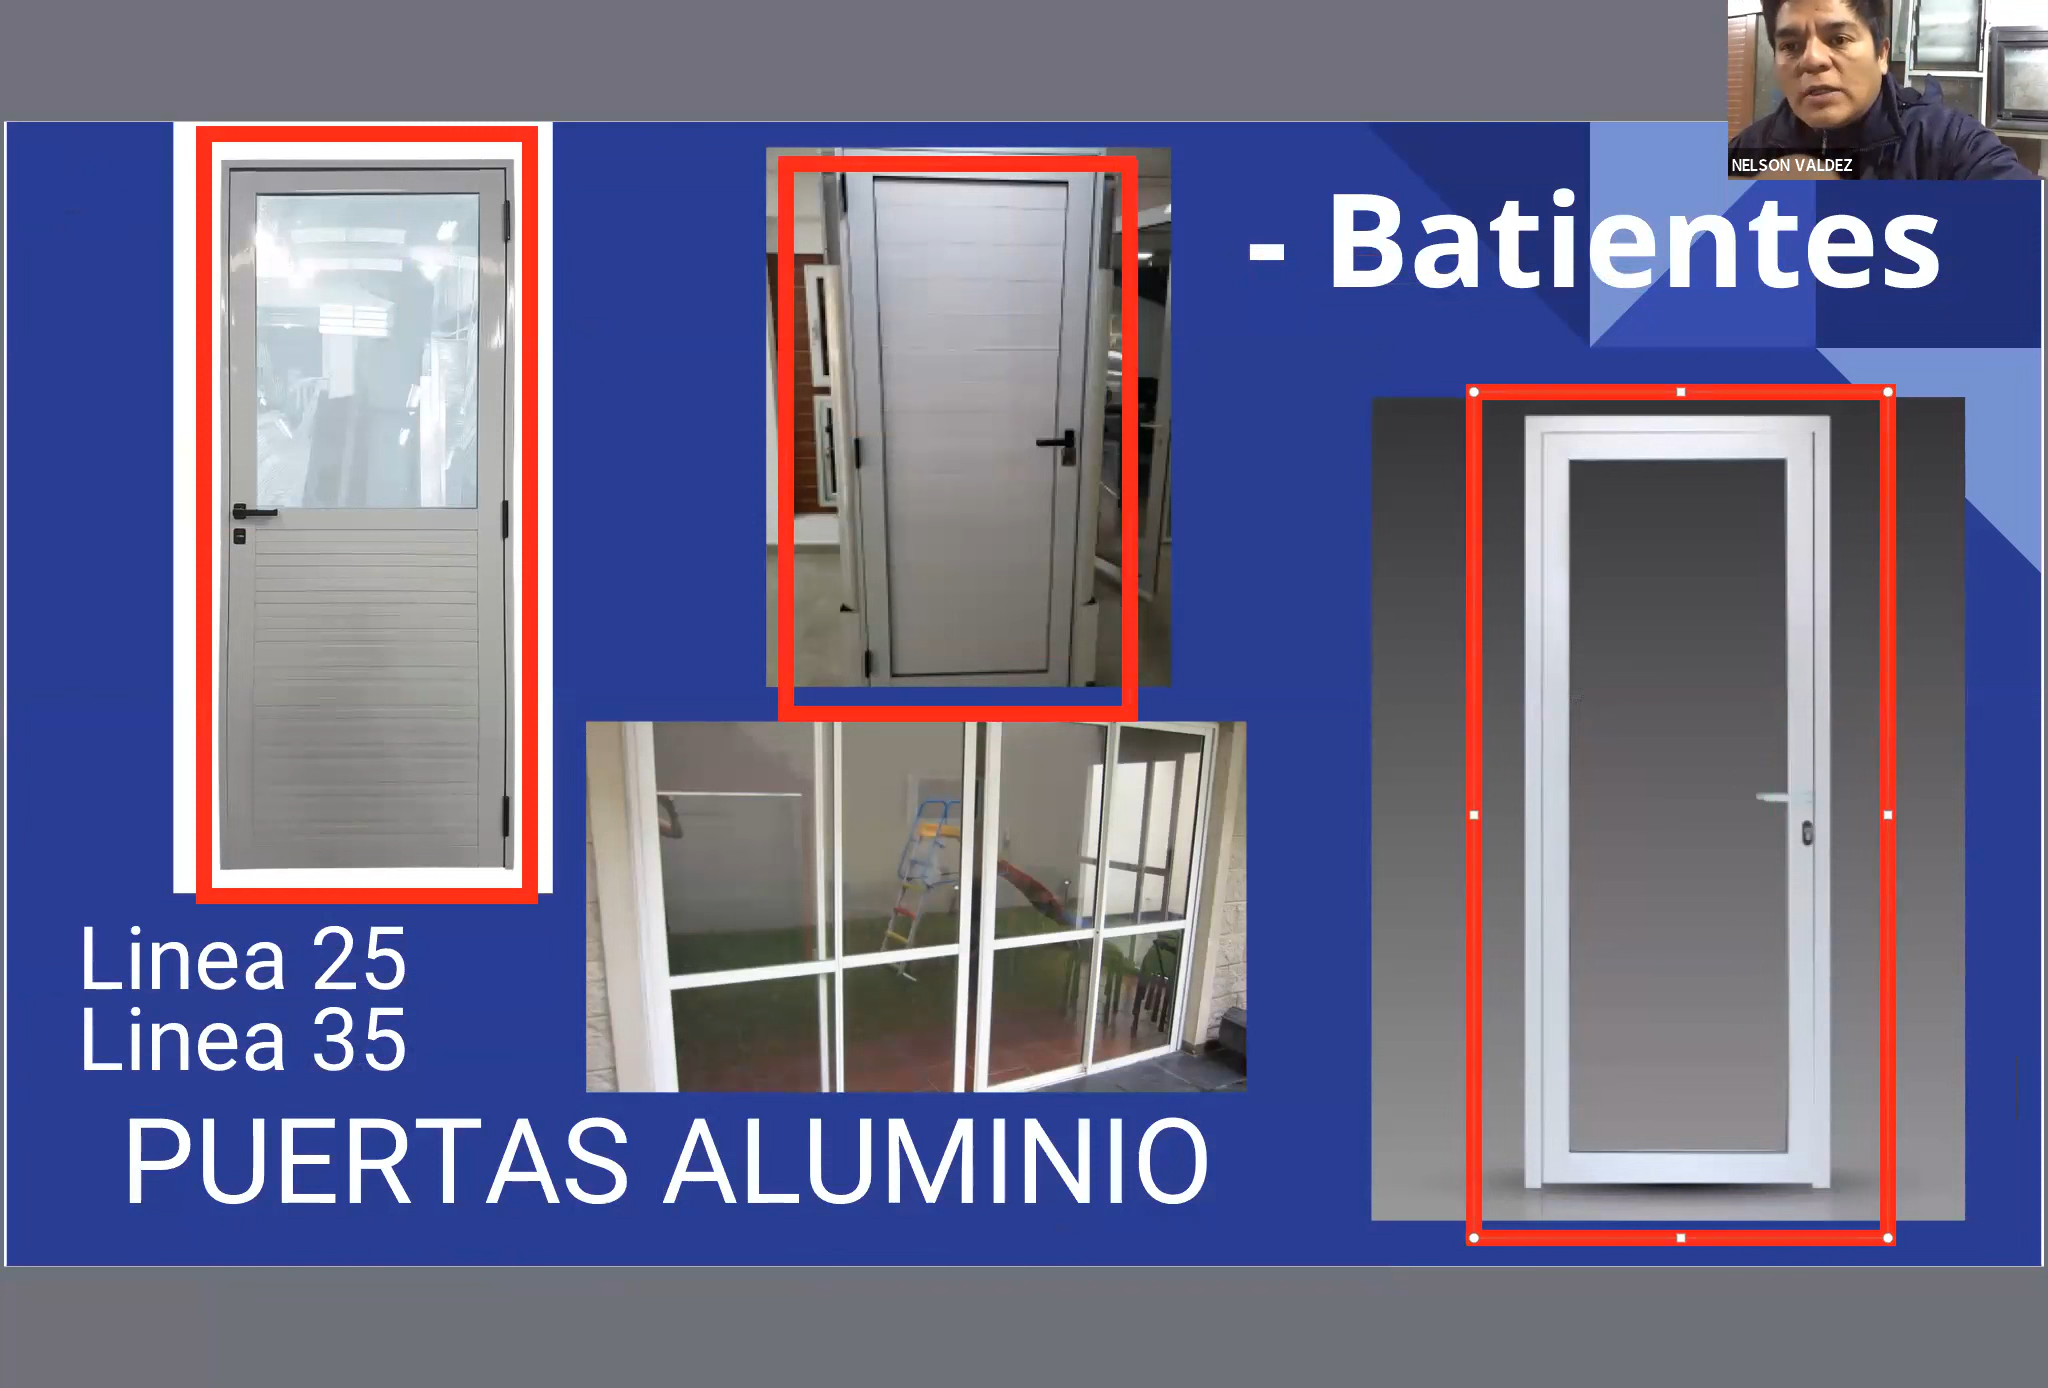 NELSON VALDEZ
- Batientes
Linea 25
Linea 35
PUERTAS ALUMINIO